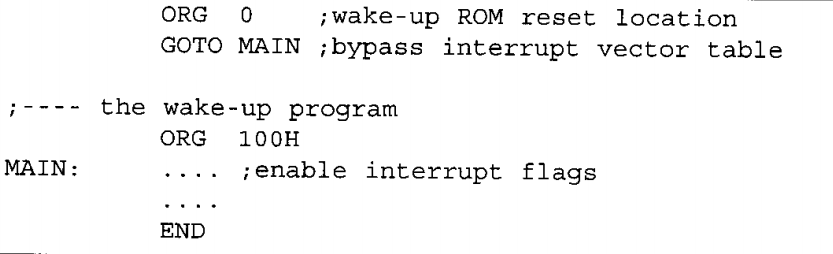 ORG 0 ;wake-up ROM reset location
GOTO MAIN ;bypass interrupt vector table
;---- the wake-up program
ORG 100H
MAIN: .... ;enable interrupt flags
....
END